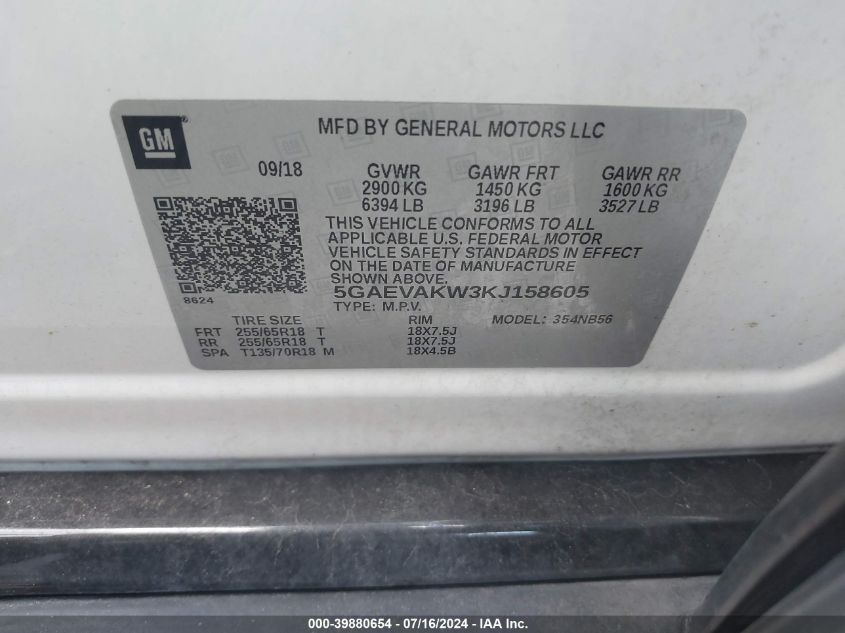 GM
MFD BY GENERAL MOTORS LLC
09/18 GVWR GAWR FRT GAWR RR
2900 KG 1450 KG 1600 KG
6394 LB 3196 LB 3527 LB
THIS VEHICLE CONFORMS TO ALL
APPLICABLE U.S. FEDERAL MOTOR
VEHICLE SAFETY STANDARDS IN EFFECT
ON THE DATE OF MANUFACTURE
SHOWN ABOVE.
8624
5GAEVAKW3KJ158605
TYPE: M.P.V.
TIRE SIZE RIM MODEL: 354NB56
FRT 255/65R18 T 18X7.5J
RR 255/65R18 T 18X7.5J
SPA T135/70R18 M 18X4.5B
000-39880654 / 07/16/2024 / IAA Inc.